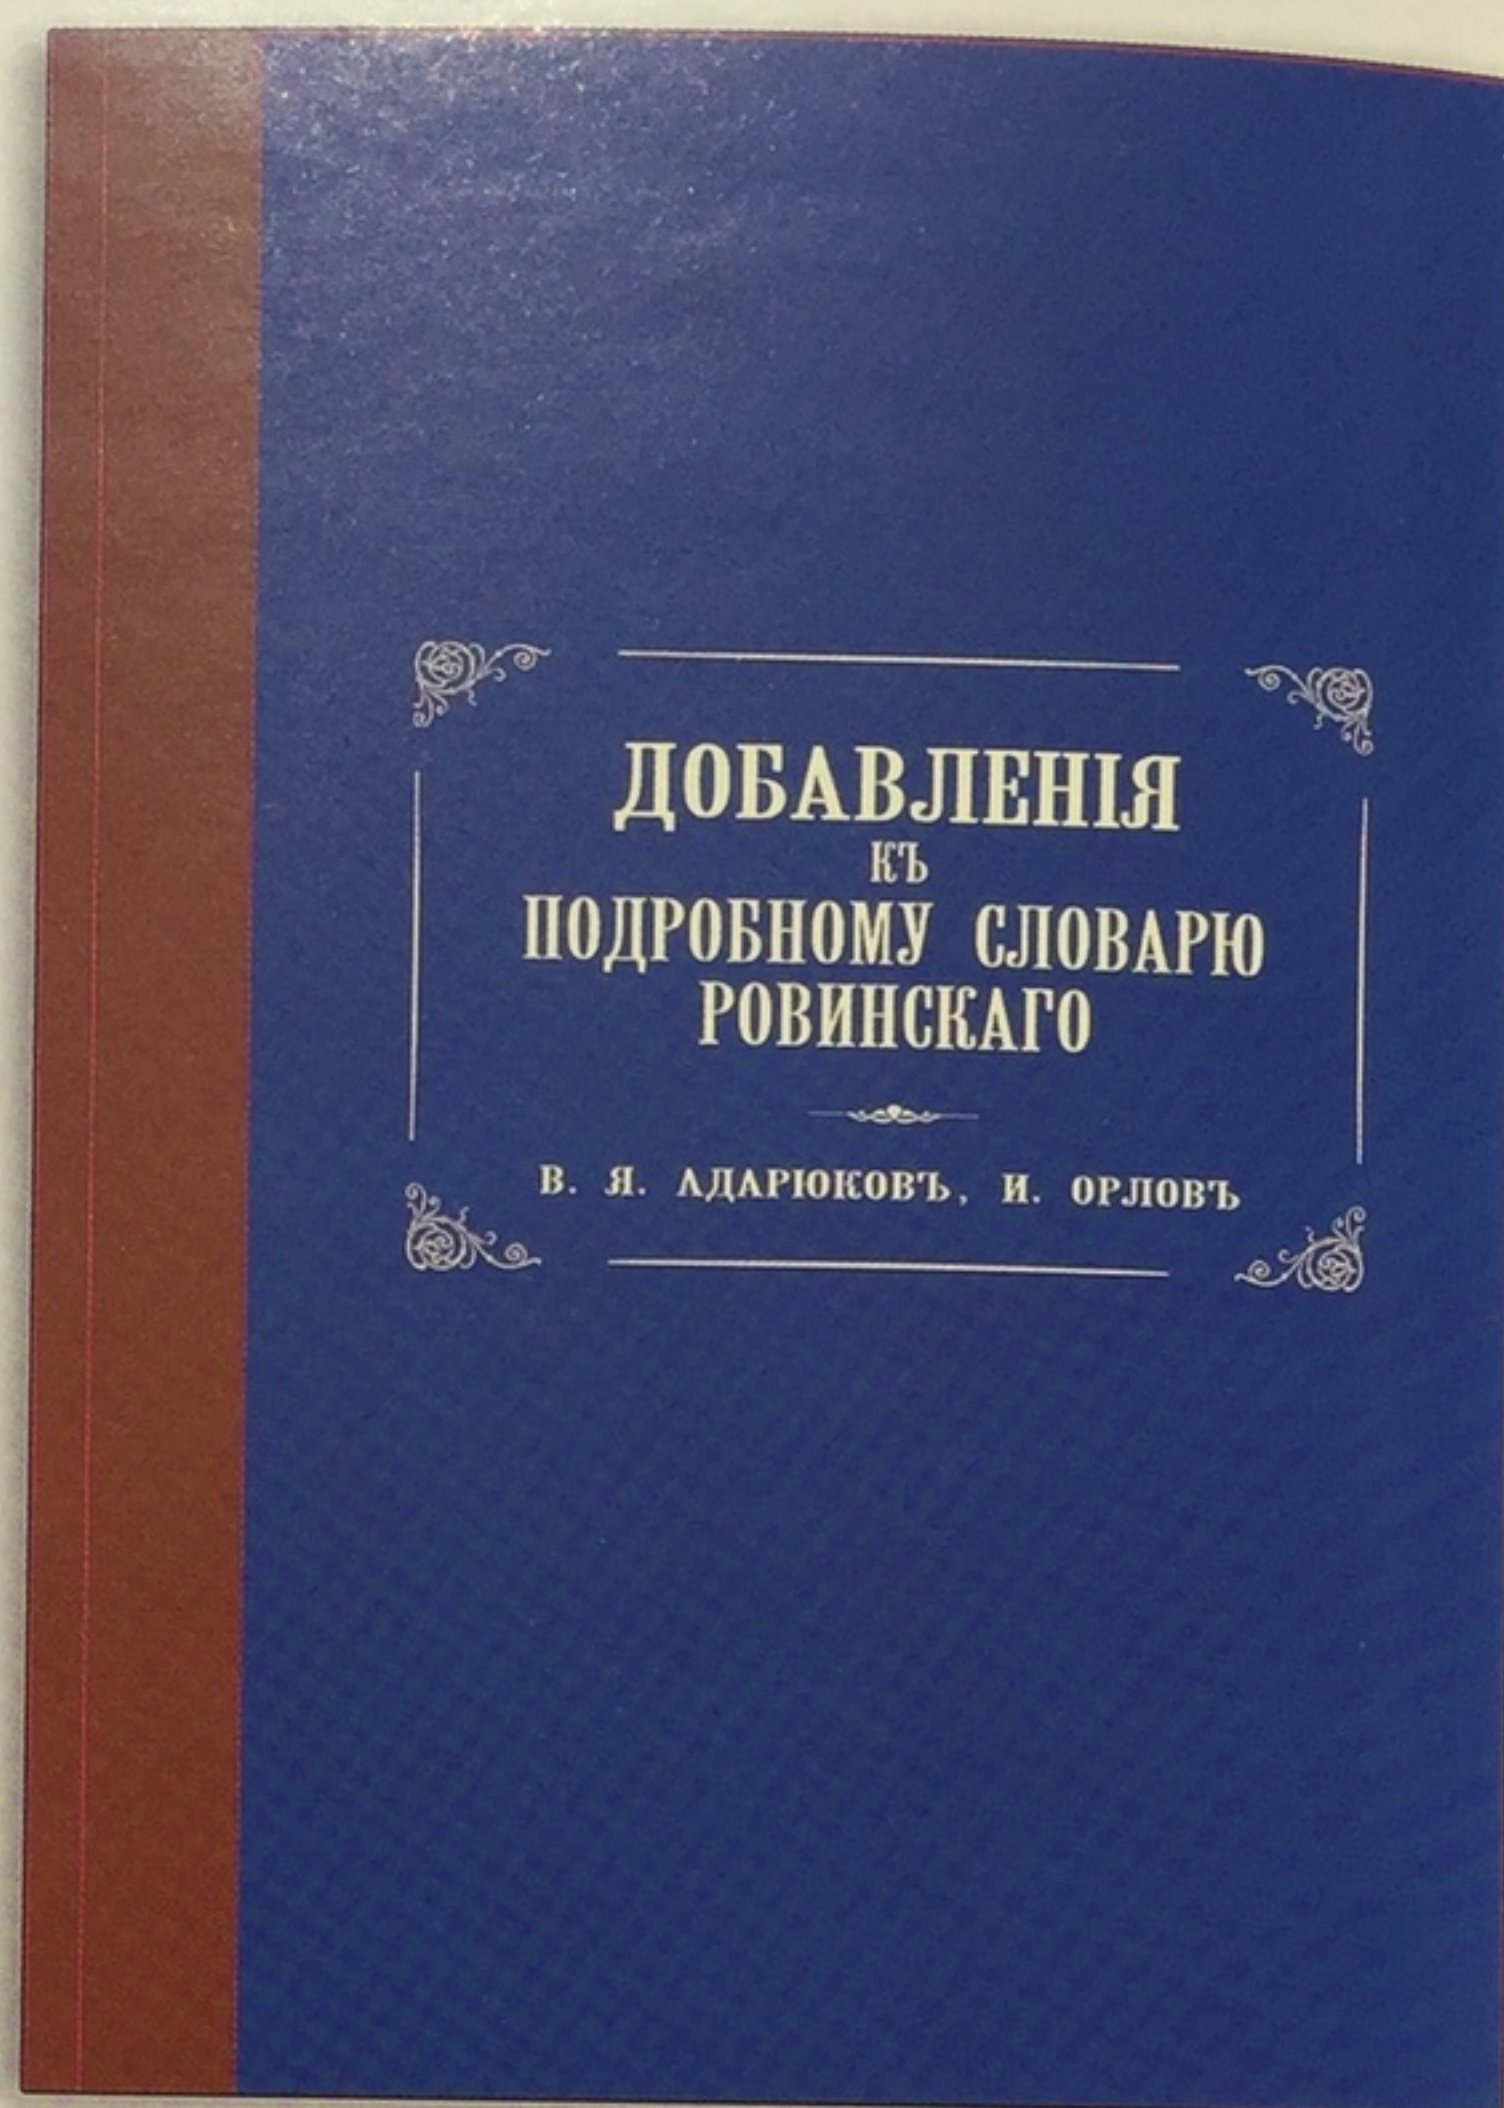 ДОБАВЛЕНІЯ
КЪ
ПОДРОБНОМУ СЛОВАРЮ
РОВИНСКАГО
В. Я. АДАРЮКОВЪ, И. ОРЛОВЪ